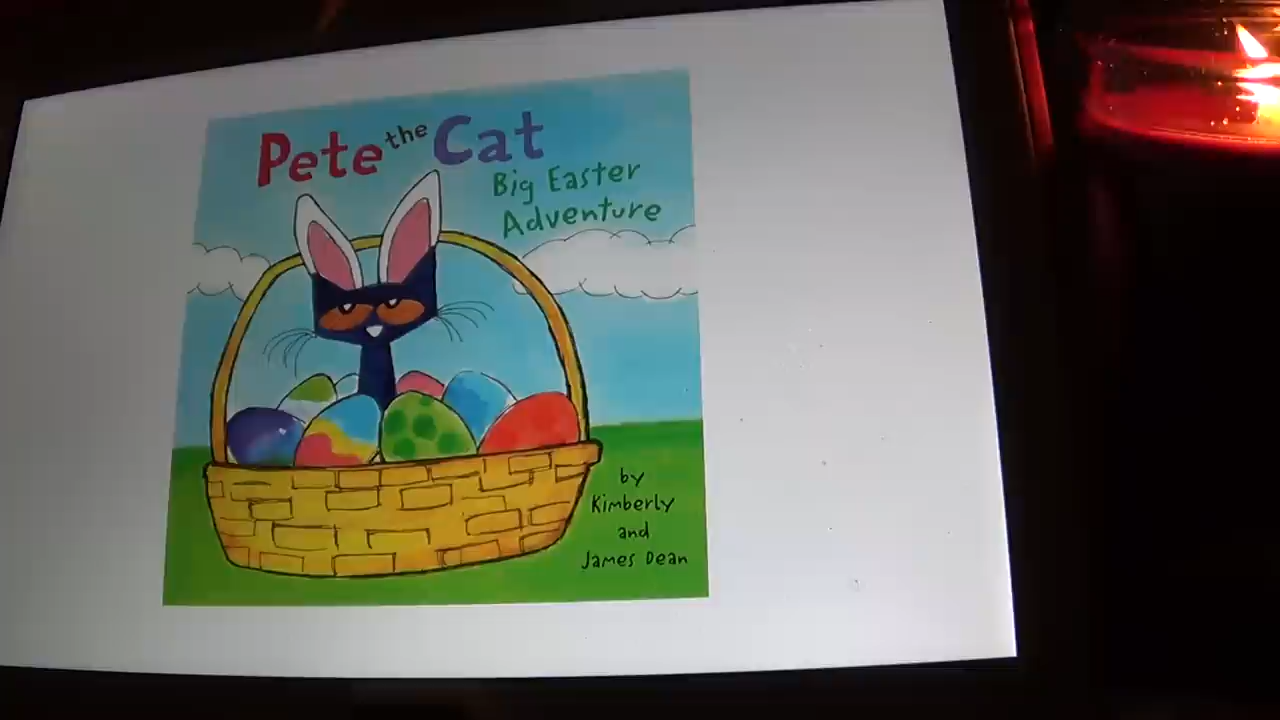 Pete the Cat
Big Easter
Adventure
by
Kimberly
and
James Dean